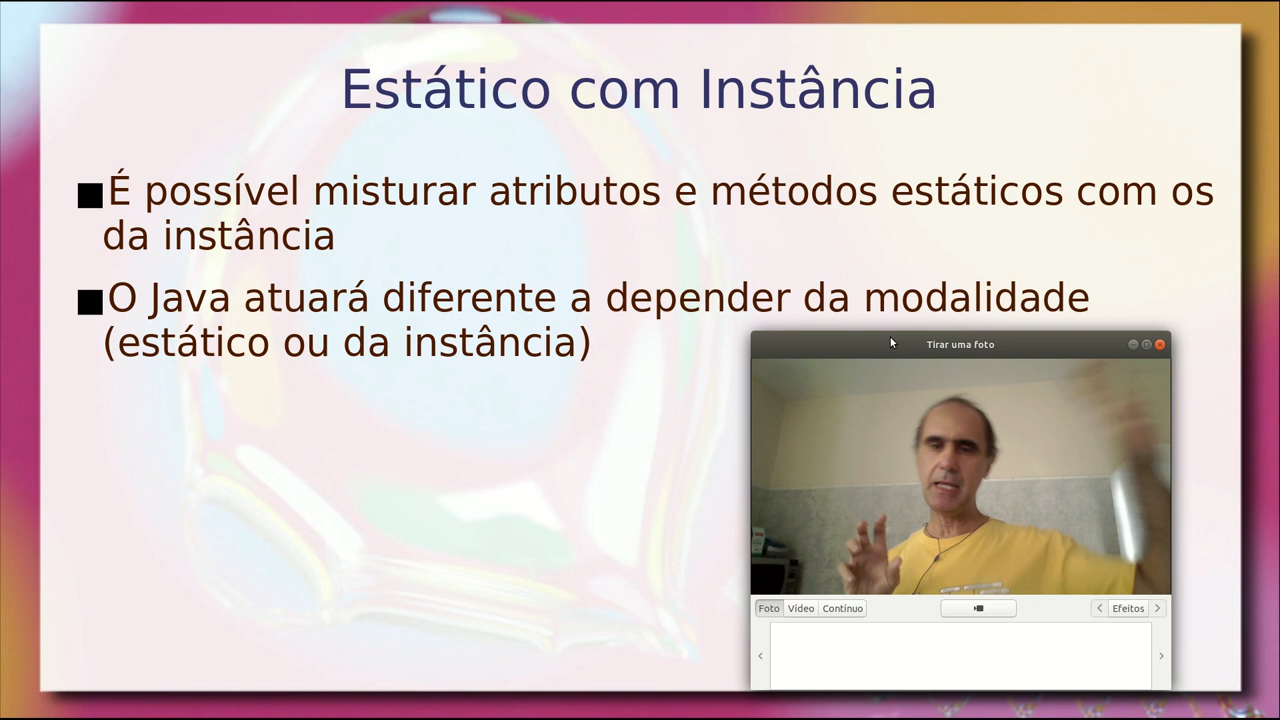 Estático com Instância
É possível misturar atributos e métodos estáticos com os
da instância
O Java atuará diferente a depender da modalidade
(estático ou da instância)
Tirar uma foto
Foto Vídeo Contínuo Efeitos